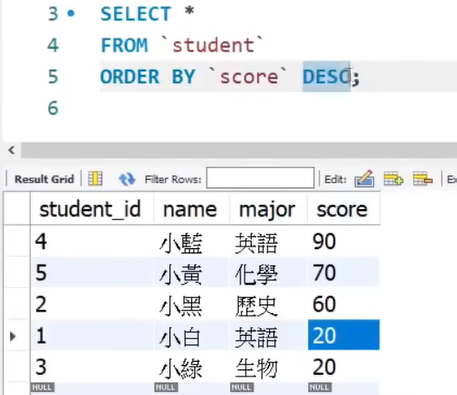 3 SELECT *
4 FROM `student`
5 ORDER BY `score` DESC;
6
Result Grid Filter Rows: Edit:
student_id name major score
4 小藍 英語 90
5 小黃 化學 70
2 小黑 歷史 60
1 小白 英語 20
3 小綠 生物 20
NULL NULL NULL NULL